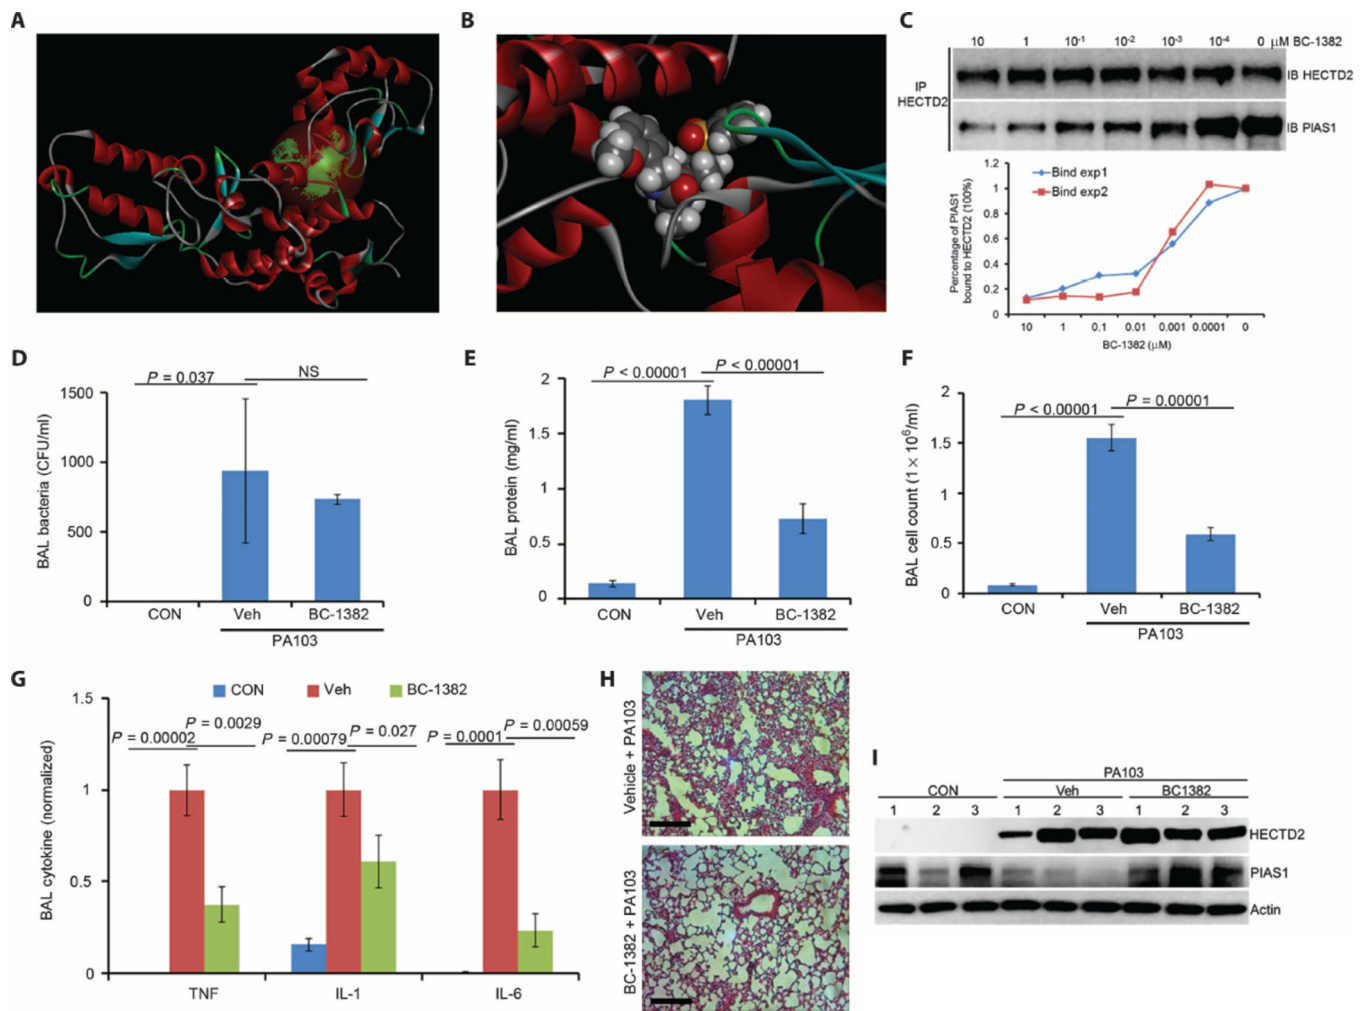 A
B
C
10 1 10-1 10-2 10-3 10-4 0 μM BC-1382
IP
HECTD2
IB HECTD2
IB PIAS1
Percentage of PIAS1
bound to HECTD2 (100%)
1.2
1
0.8
0.6
0.4
0.2
0
Bind exp1
Bind exp2
10 1 0.1 0.01 0.001 0.0001 0
BC-1382 (μM)
D
BAL bacteria (CFU/ml)
P = 0.037
NS
1500
1000
500
0
CON Veh BC-1382
PA103
E
BAL protein (mg/ml)
P < 0.00001
P < 0.00001
2
1.5
1
0.5
0
CON Veh BC-1382
PA103
F
BAL cell count (1 × 10⁶/ml)
P < 0.00001
P = 0.00001
2
1.5
1
0.5
0
CON Veh BC-1382
PA103
G
BAL cytokine (normalized)
CON Veh BC-1382
1.5
1
0.5
0
P = 0.00002
P = 0.0029
P = 0.00079
P = 0.027
P = 0.0001
P = 0.00059
TNF IL-1 IL-6
H
Vehicle + PA103
BC-1382 + PA103
I
PA103
CON Veh BC1382
1 2 3 1 2 3 1 2 3
HECTD2
PIAS1
Actin